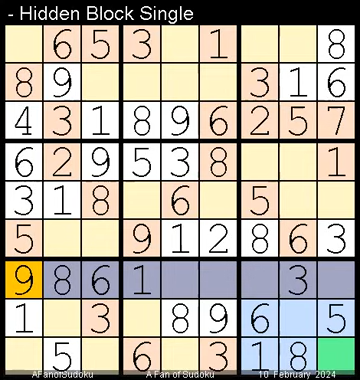 - Hidden Block Single
6 5 3 1 8
8 9 3 1 6
4 3 1 8 9 6 2 5 7
6 2 9 5 3 8 1
3 1 8 6 5
5 9 1 2 8 6 3
9 8 6 1 3
1 3 8 9 6 5
5 6 3 1 8
AFanofSudoku A Fan of Sudoku 10 February 2024